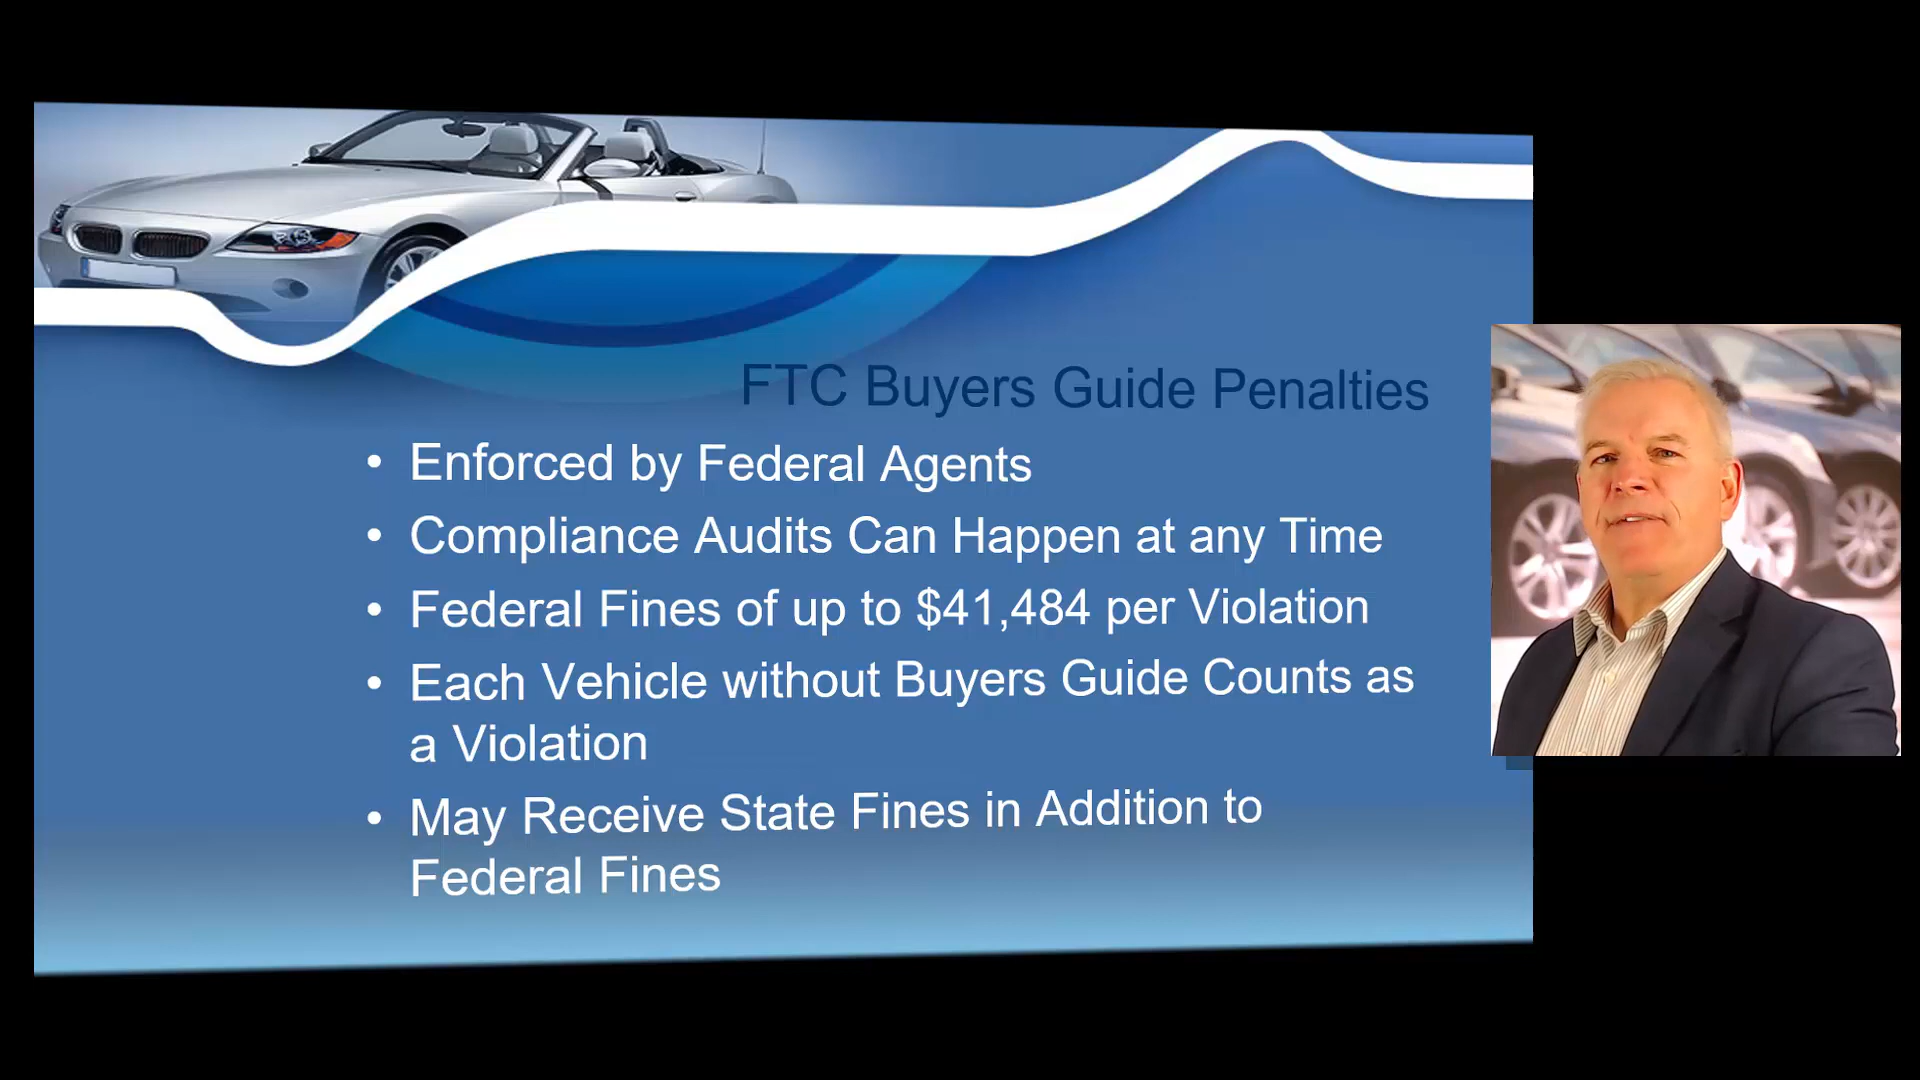 FTC Buyers Guide Penalties
• Enforced by Federal Agents
• Compliance Audits Can Happen at any Time
• Federal Fines of up to $41,484 per Violation
• Each Vehicle without Buyers Guide Counts as
a Violation
• May Receive State Fines in Addition to
Federal Fines